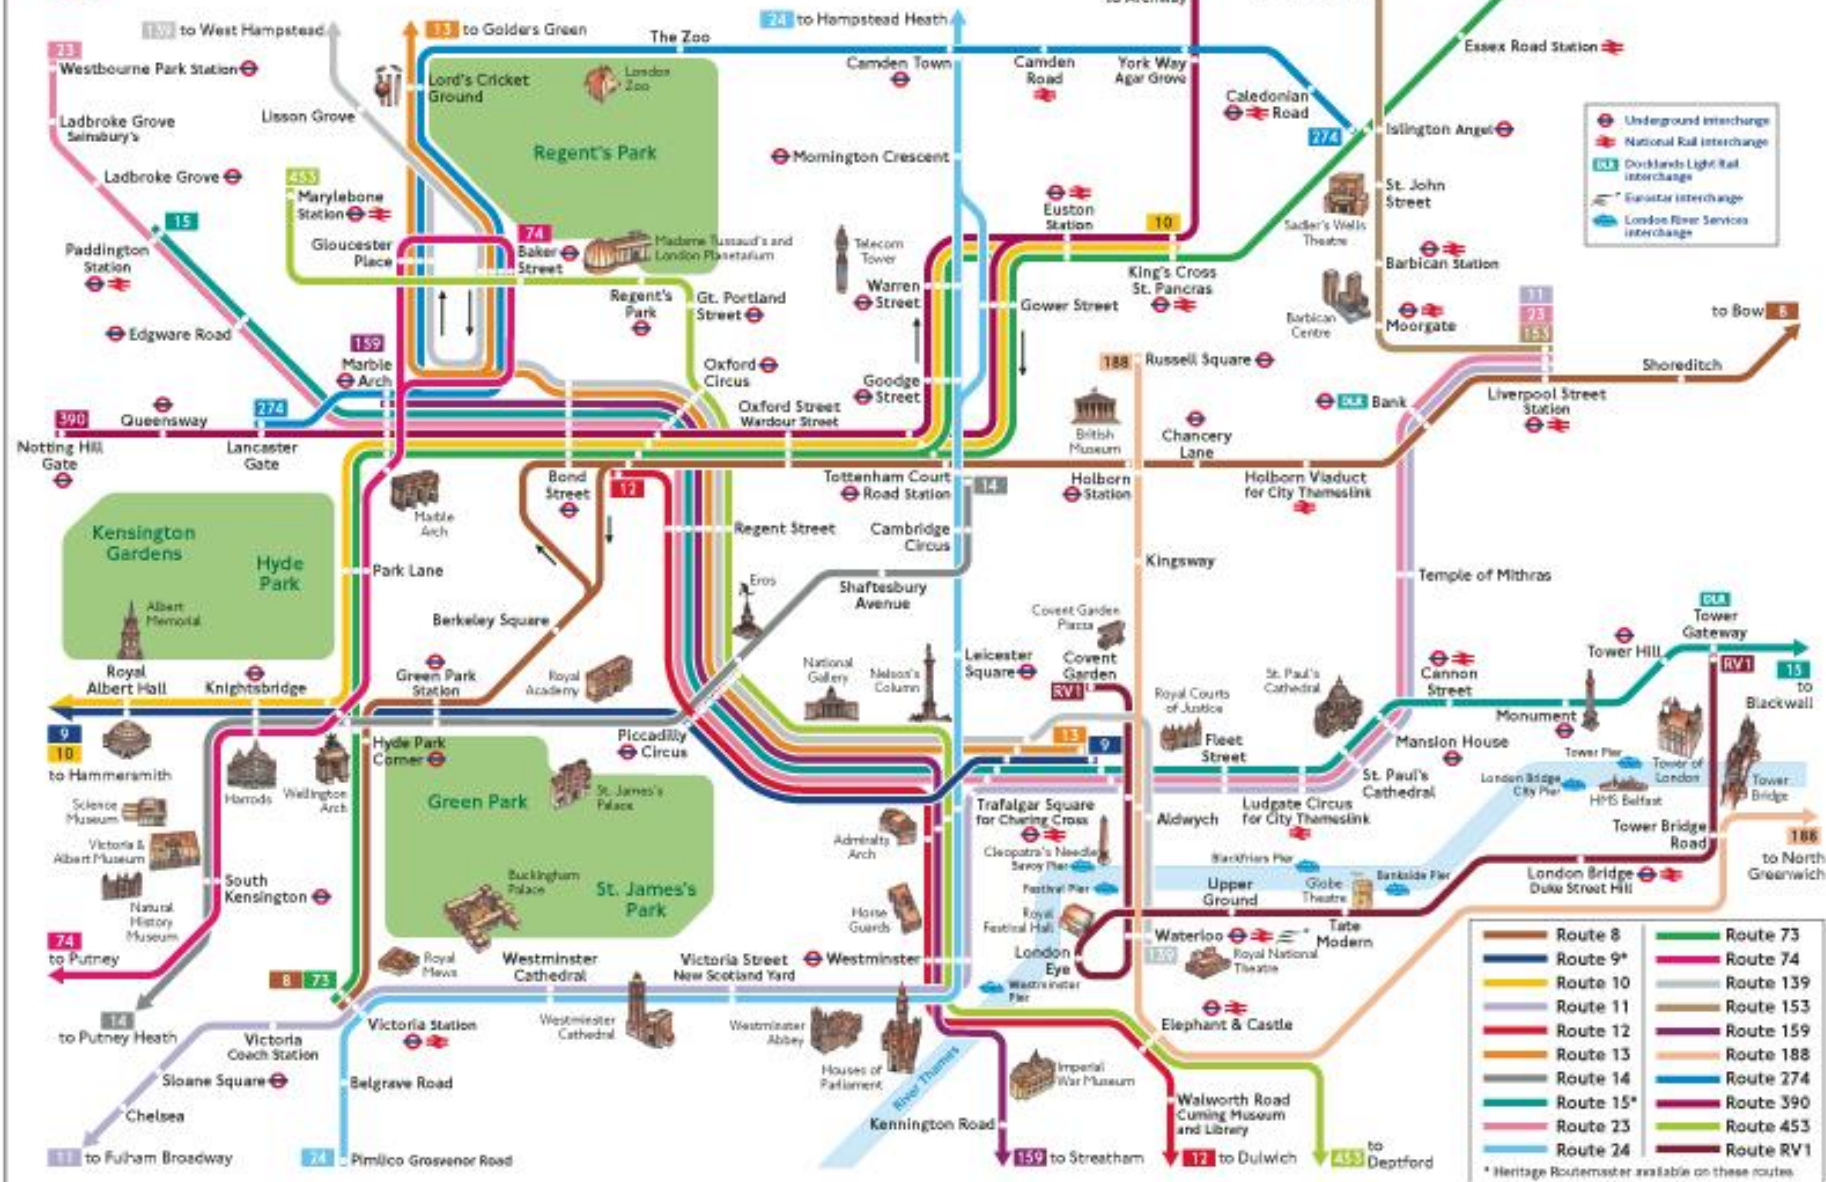 139 to West Hampstead
13 to Golders Green
24 to Hampstead Heath
The Zoo
23
Westbourne Park Station
Lord's Cricket
Ground
London
Zoo
Camden Town
Camden
Road
York Way
Agar Grove
Essex Road Station
Caledonian
Road
274
Islington Angel
Underground interchange
National Rail interchange
DLR Docklands Light Rail
interchange
Eurostar interchange
London River Services
interchange
Ladbroke Grove
Sainsbury's
Lisson Grove
Regent's Park
Mornington Crescent
Ladbroke Grove
453
Marylebone
Station
St. John
Street
Euston
Station
15
10
Sadler's Wells
Theatre
Gloucester
Place
74
Baker
Street
Madame Tussaud's and
London Planetarium
Telecom
Tower
Paddington
Station
Barbican Station
King's Cross
St. Pancras
Warren
Street
Gower Street
Regent's
Park
Gt. Portland
Street
Barbican
Centre
Moorgate
11
23
153
to Bow 8
Edgware Road
159
Marble
Arch
Oxford
Circus
Goodge
Street
188 Russell Square
Shoreditch
Liverpool Street
Station
DLR Bank
390
Queensway
274
Oxford Street
Wardour Street
British
Museum
Chancery
Lane
Notting Hill
Gate
Lancaster
Gate
Bond
Street
12
Tottenham Court
Road Station
14
Holborn
Station
Holborn Viaduct
for City Thameslink
Marble
Arch
Kensington
Gardens
Hyde
Park
Regent Street
Cambridge
Circus
Kingsway
Temple of Mithras
Park Lane
Eros
Shaftesbury
Avenue
Albert
Memorial
Berkeley Square
Covent Garden
Piazza
DLR
Tower
Gateway
Tower Hill
RV1
15
to
Blackwall
Royal
Albert Hall
Knightsbridge
Green Park
Station
Royal
Academy
National
Gallery
Nelson's
Column
Leicester
Square
Covent
Garden
RV1
Royal Courts
of Justice
St. Paul's
Cathedral
Cannon
Street
Monument
9
10
to Hammersmith
Hyde Park
Corner
Piccadilly
Circus
13
9
Fleet
Street
Mansion House
Tower Pier
Tower of
London
London Bridge
City Pier
HMS Belfast
Tower
Bridge
Science
Museum
Harrods
Wellington
Arch
Green Park
St. James's
Palace
Trafalgar Square
for Charing Cross
St. Paul's
Cathedral
Ludgate Circus
for City Thameslink
Aldwych
Victoria &
Albert Museum
Admiralty
Arch
Cleopatra's Needle
Savoy Pier
Blackfriars Pier
Tower Bridge
Road
188
to North
Greenwich
South
Kensington
Natural
History
Museum
Buckingham
Palace
St. James's
Park
Festival Pier
Upper
Ground
Globe
Theatre
Bankside Pier
London Bridge
Duke Street Hill
Horse
Guards
Royal
Festival Hall
Waterloo
Tate
Modern
74
to Putney
Royal
Mews
Westminster
Cathedral
Victoria Street
New Scotland Yard
Westminster
London
Eye
139
Royal National
Theatre
8 73
Westminster
Pier
14
to Putney Heath
Victoria
Coach Station
Victoria Station
Westminster
Cathedral
Westminster
Abbey
Elephant & Castle
Sloane Square
Belgrave Road
Houses of
Parliament
River Thames
Imperial
War Museum
Chelsea
Kennington Road
Walworth Road
Cuming Museum
and Library
11 to Fulham Broadway
24 Pimlico Grosvenor Road
159 to Streatham
12 to Dulwich
453 to
Deptford
Route 8
Route 9*
Route 10
Route 11
Route 12
Route 13
Route 14
Route 15*
Route 23
Route 24
Route 73
Route 74
Route 139
Route 153
Route 159
Route 188
Route 274
Route 390
Route 453
Route RV1
* Heritage Routemaster available on these routes